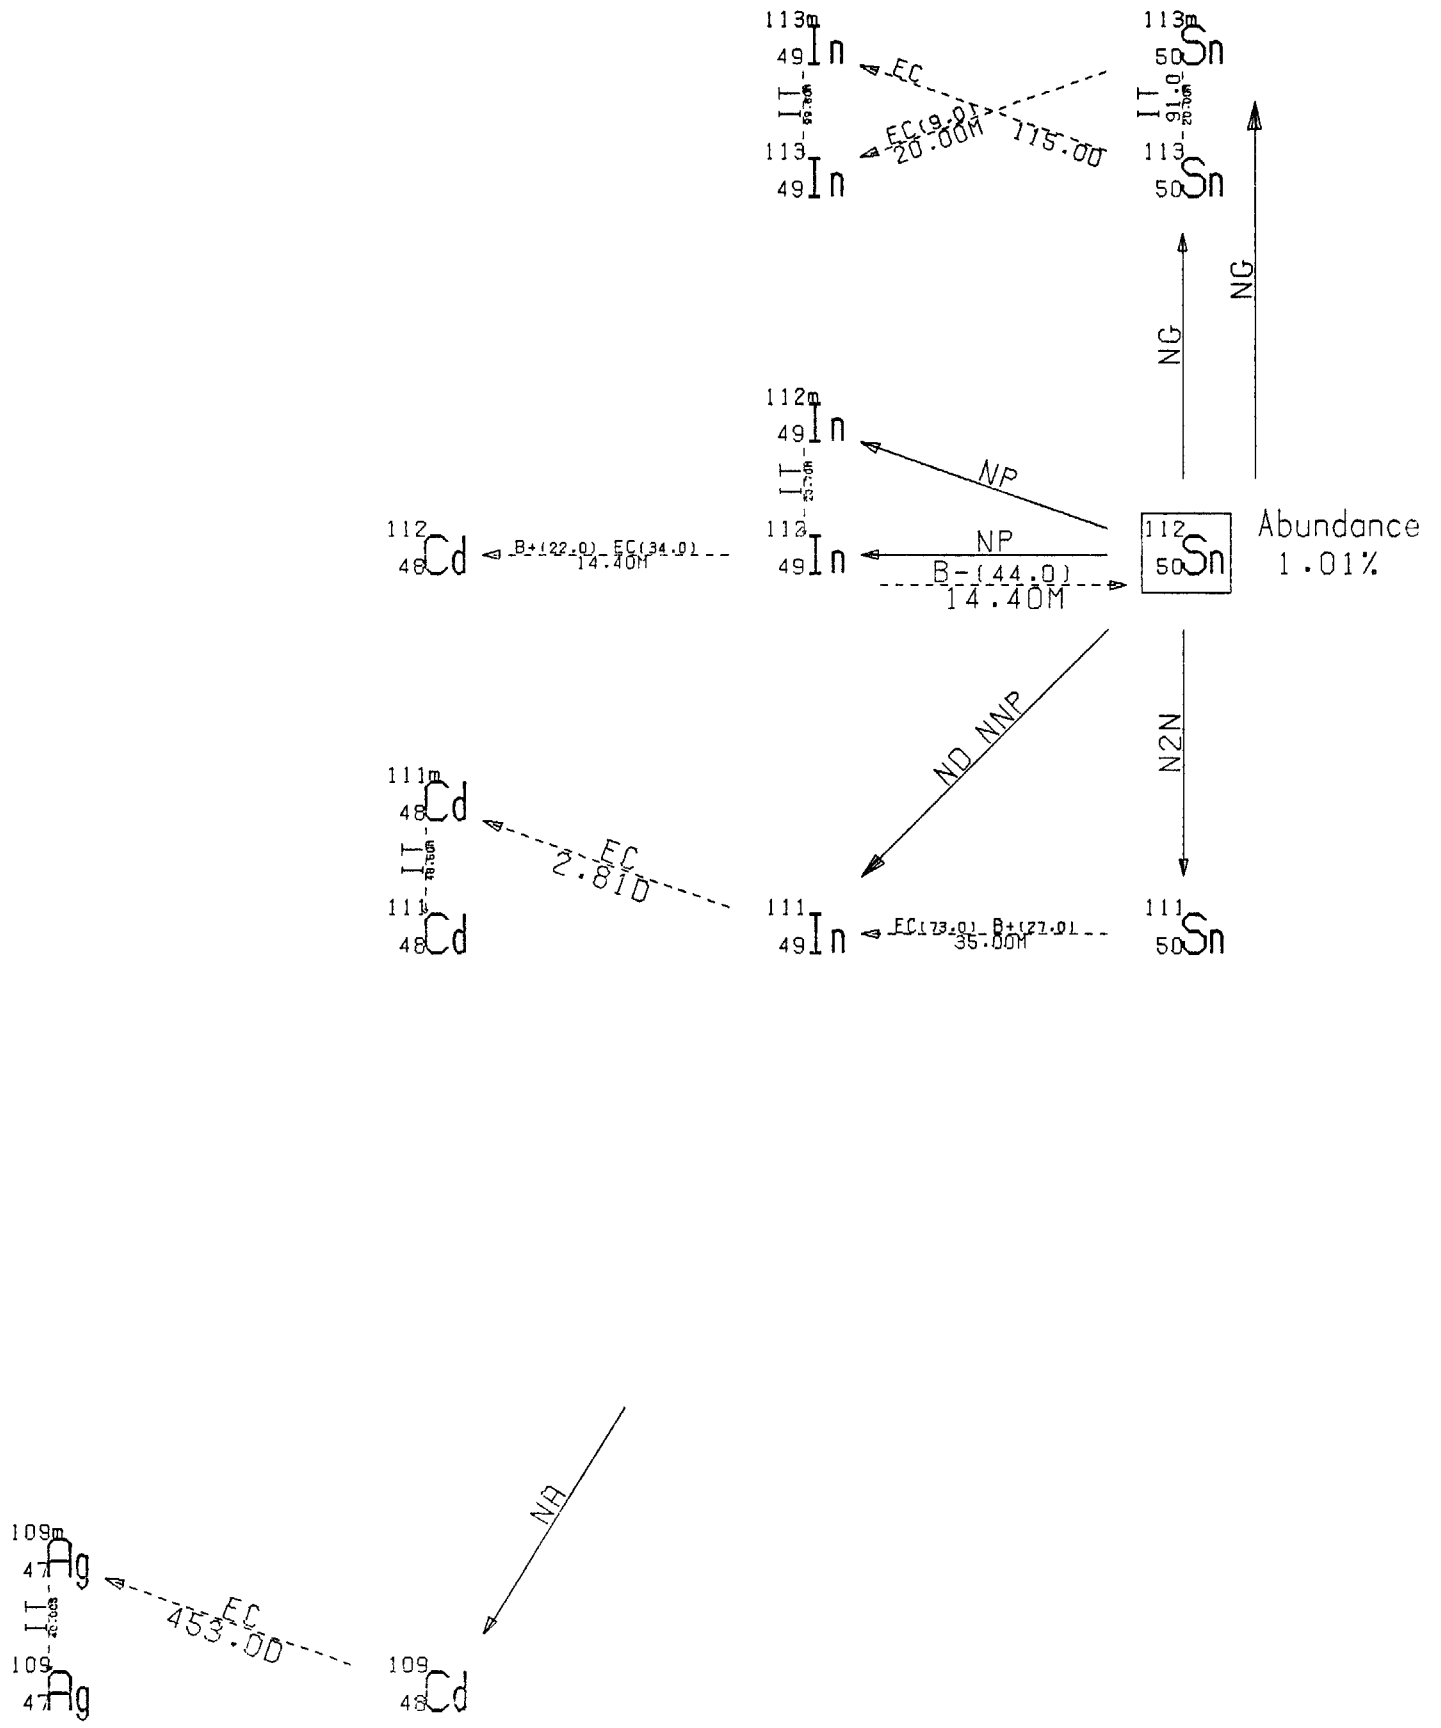 113m
49In
113m
50Sn
EC
IT
IT
91.0
20.00M
EC(9.0)
20.00M
115.0D
113
49In
113
50Sn
NG
NG
112m
49In
NP
IT
112
48Cd
B+(22.0) EC(34.0)
14.40M
112
49In
NP
B-(44.0)
14.40M
112
50Sn
Abundance
1.01%
ND NNP
N2N
111m
48Cd
IT
EC
2.81D
111
48Cd
111
49In
EC(73.0) B+(27.0)
35.00M
111
50Sn
NA
109m
47Ag
IT
EC
453.0D
109
47Ag
109
48Cd